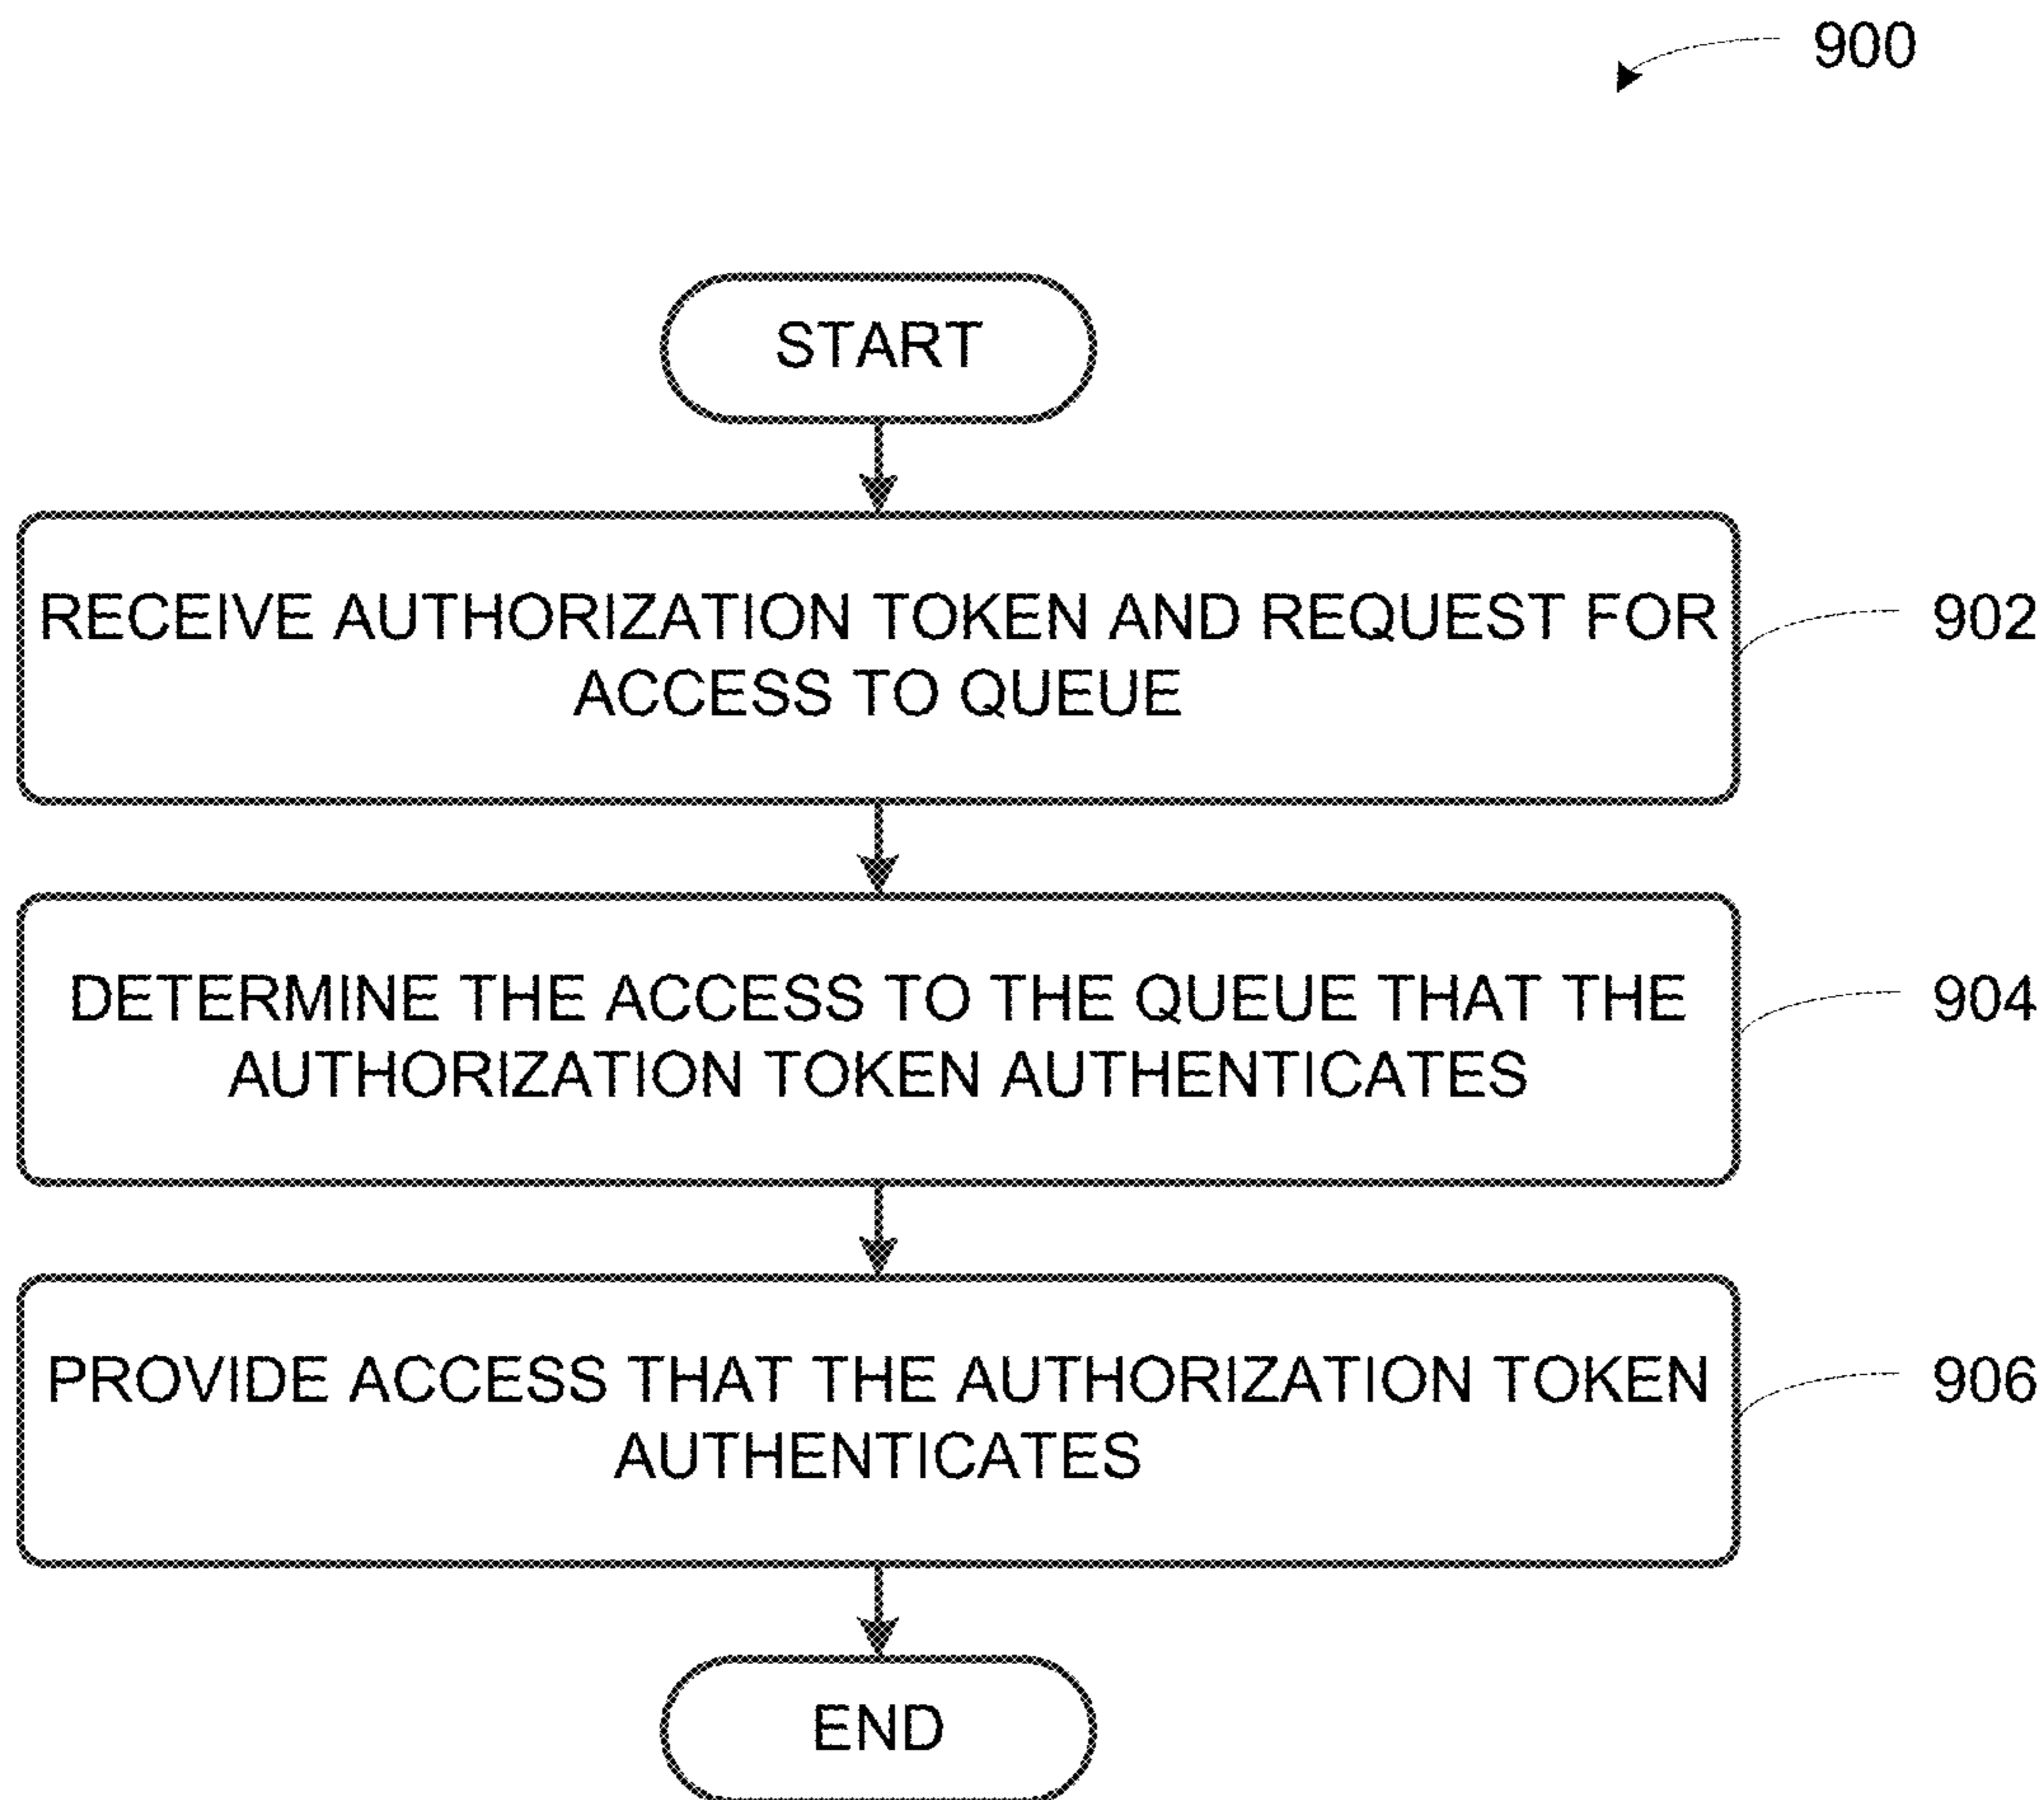 900
START
RECEIVE AUTHORIZATION TOKEN AND REQUEST FOR
ACCESS TO QUEUE
902
DETERMINE THE ACCESS TO THE QUEUE THAT THE
AUTHORIZATION TOKEN AUTHENTICATES
904
PROVIDE ACCESS THAT THE AUTHORIZATION TOKEN
AUTHENTICATES
906
END